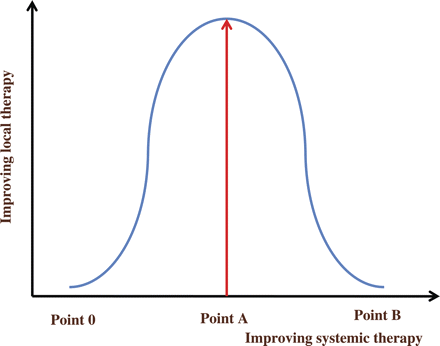 Improving local therapy
Point 0
Point A
Point B
Improving systemic therapy